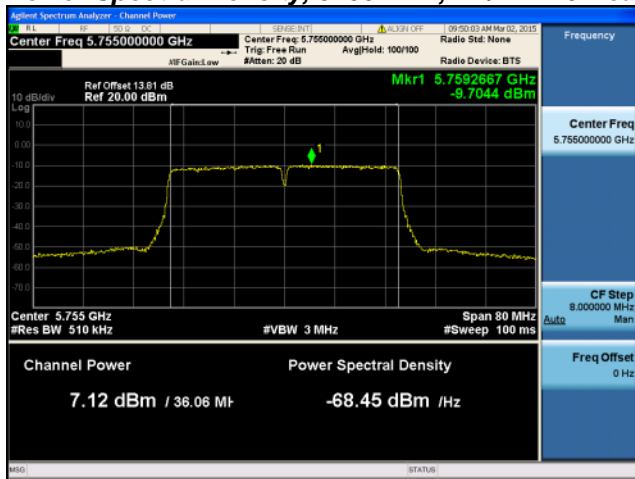 Agilent Spectrum Analyzer - Channel Power
RL RF 50 Ω DC SENSE:INT ALIGN OFF 09:50:03 AM Mar 02, 2015
Center Freq 5.755000000 GHz Center Freq: 5.755000000 GHz Radio Std: None Frequency
Trig: Free Run Avg|Hold: 100/100
#IFGain:Low #Atten: 20 dB Radio Device: BTS
Ref Offset 13.81 dB Mkr1 5.7592667 GHz
10 dB/div Ref 20.00 dBm -9.7044 dBm
Log
10.0
0.00
-10.0
-20.0
-30.0
-40.0
-50.0
-60.0
-70.0
1
Center Freq
5.755000000 GHz
Center 5.755 GHz Span 80 MHz
#Res BW 510 kHz #VBW 3 MHz #Sweep 100 ms
CF Step
8.000000 MHz
Auto Man
Channel Power Power Spectral Density
7.12 dBm / 36.06 MH -68.45 dBm /Hz
Freq Offset
0 Hz
MSG STATUS